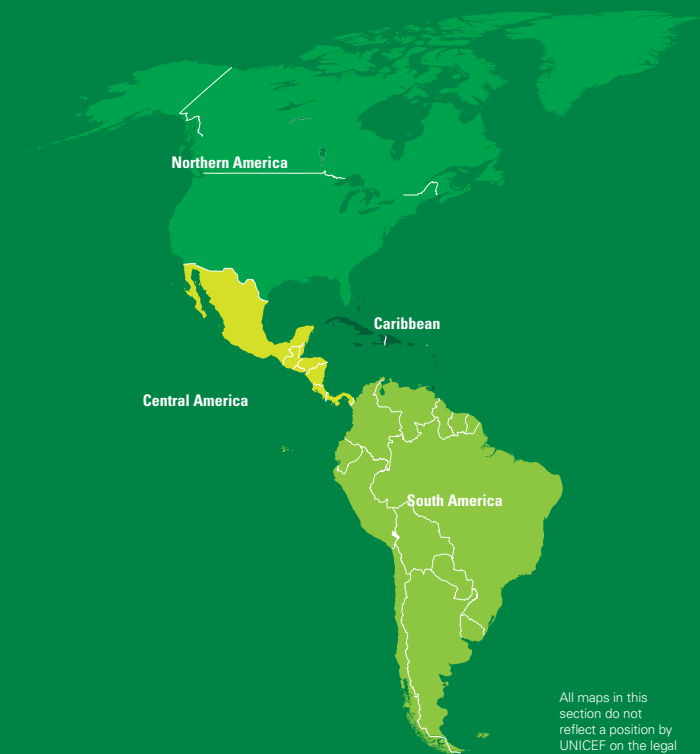 Northern America
Caribbean
Central America
South America
All maps in this
section do not
reflect a position by
UNICEF on the legal